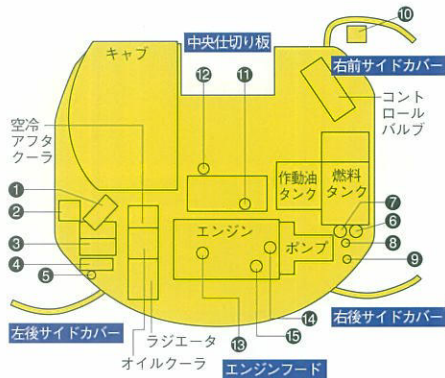 ⑩
中央仕切り板
キャブ
右前サイドカバー
⑫
⑪
コント
ロール
バルブ
空冷
アフタ
クーラ
作動油
タンク
燃料
タンク
①
②
⑦
⑥
③
エンジン
ポンプ
⑧
④
⑨
⑤
⑭
左後サイドカバー
ラジエータ
⑬
⑮
右後サイドカバー
オイルクーラ
エンジンフード